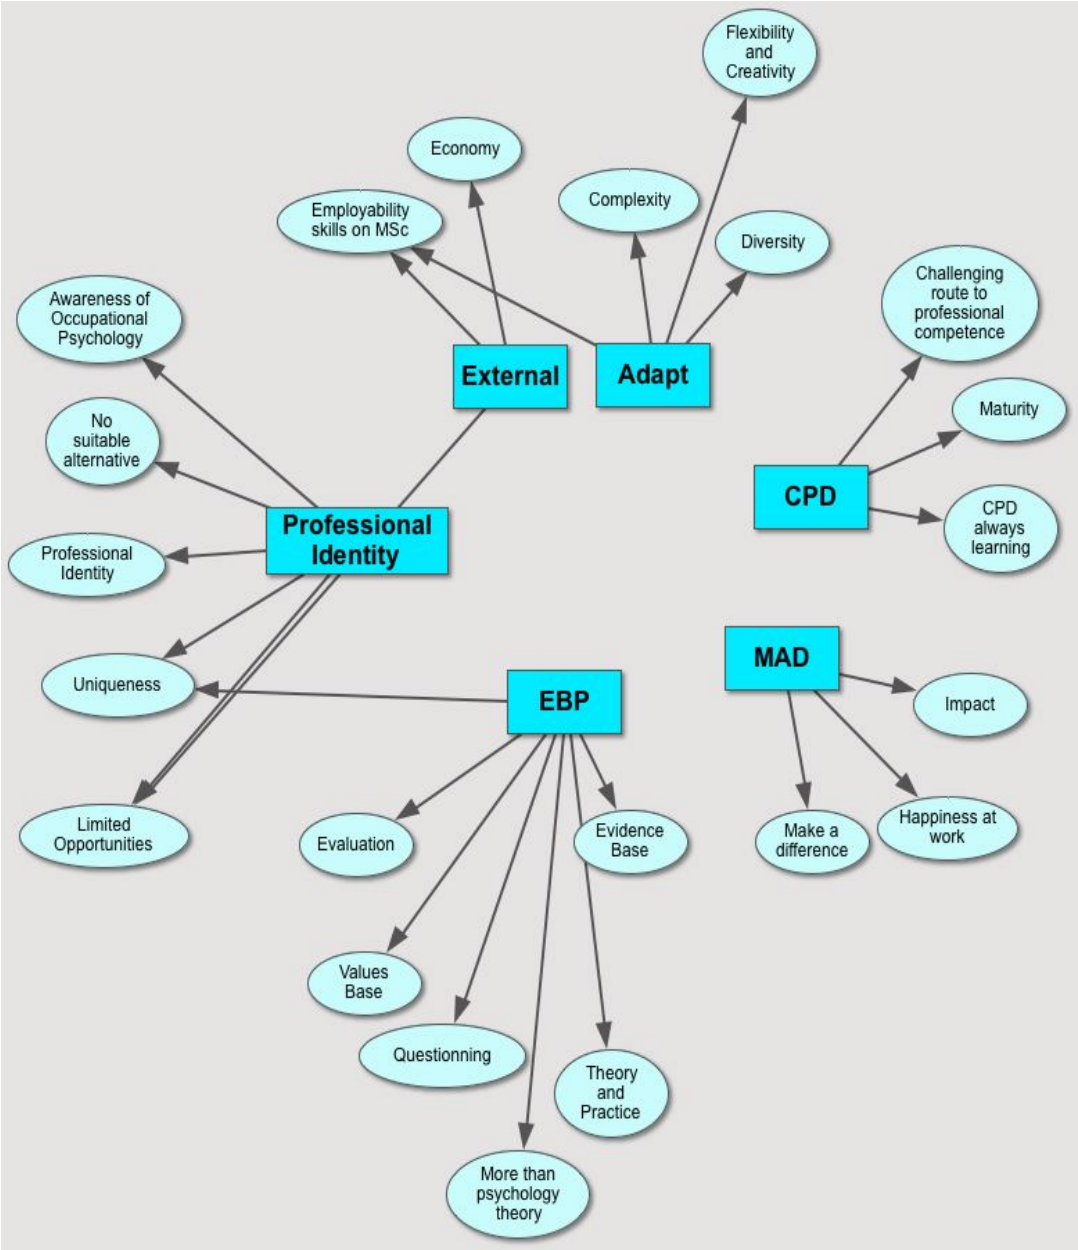 Flexibility
and
Creativity
Economy
Complexity
Employability
skills on MSc
Diversity
Challenging
route to
professional
competence
Awareness of
Occupational
Psychology
External
Adapt
Maturity
No
suitable
alternative
CPD
CPD
always
learning
Professional
Identity
Professional
Identity
MAD
Uniqueness
EBP
Impact
Limited
Opportunities
Evaluation
Evidence
Base
Make a
difference
Happiness at
work
Values
Base
Questionning
Theory
and
Practice
More than
psychology
theory